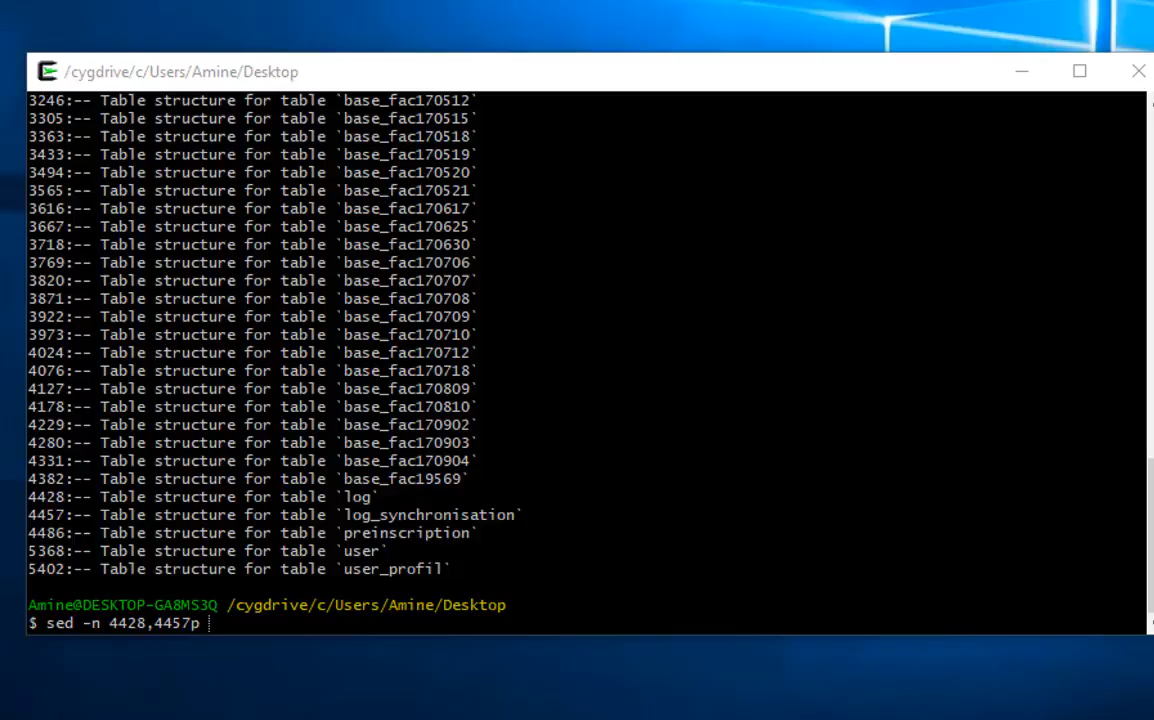 /cygdrive/c/Users/Amine/Desktop
3246:-- Table structure for table `base_fac170512`
3305:-- Table structure for table `base_fac170515`
3363:-- Table structure for table `base_fac170518`
3433:-- Table structure for table `base_fac170519`
3494:-- Table structure for table `base_fac170520`
3565:-- Table structure for table `base_fac170521`
3616:-- Table structure for table `base_fac170617`
3667:-- Table structure for table `base_fac170625`
3718:-- Table structure for table `base_fac170630`
3769:-- Table structure for table `base_fac170706`
3820:-- Table structure for table `base_fac170707`
3871:-- Table structure for table `base_fac170708`
3922:-- Table structure for table `base_fac170709`
3973:-- Table structure for table `base_fac170710`
4024:-- Table structure for table `base_fac170712`
4076:-- Table structure for table `base_fac170718`
4127:-- Table structure for table `base_fac170809`
4178:-- Table structure for table `base_fac170810`
4229:-- Table structure for table `base_fac170902`
4280:-- Table structure for table `base_fac170903`
4331:-- Table structure for table `base_fac170904`
4382:-- Table structure for table `base_fac19569`
4428:-- Table structure for table `log`
4457:-- Table structure for table `log_synchronisation`
4486:-- Table structure for table `preinscription`
5368:-- Table structure for table `user`
5402:-- Table structure for table `user_profil`
Amine@DESKTOP-GA8MS3Q /cygdrive/c/Users/Amine/Desktop
$ sed -n 4428,4457p